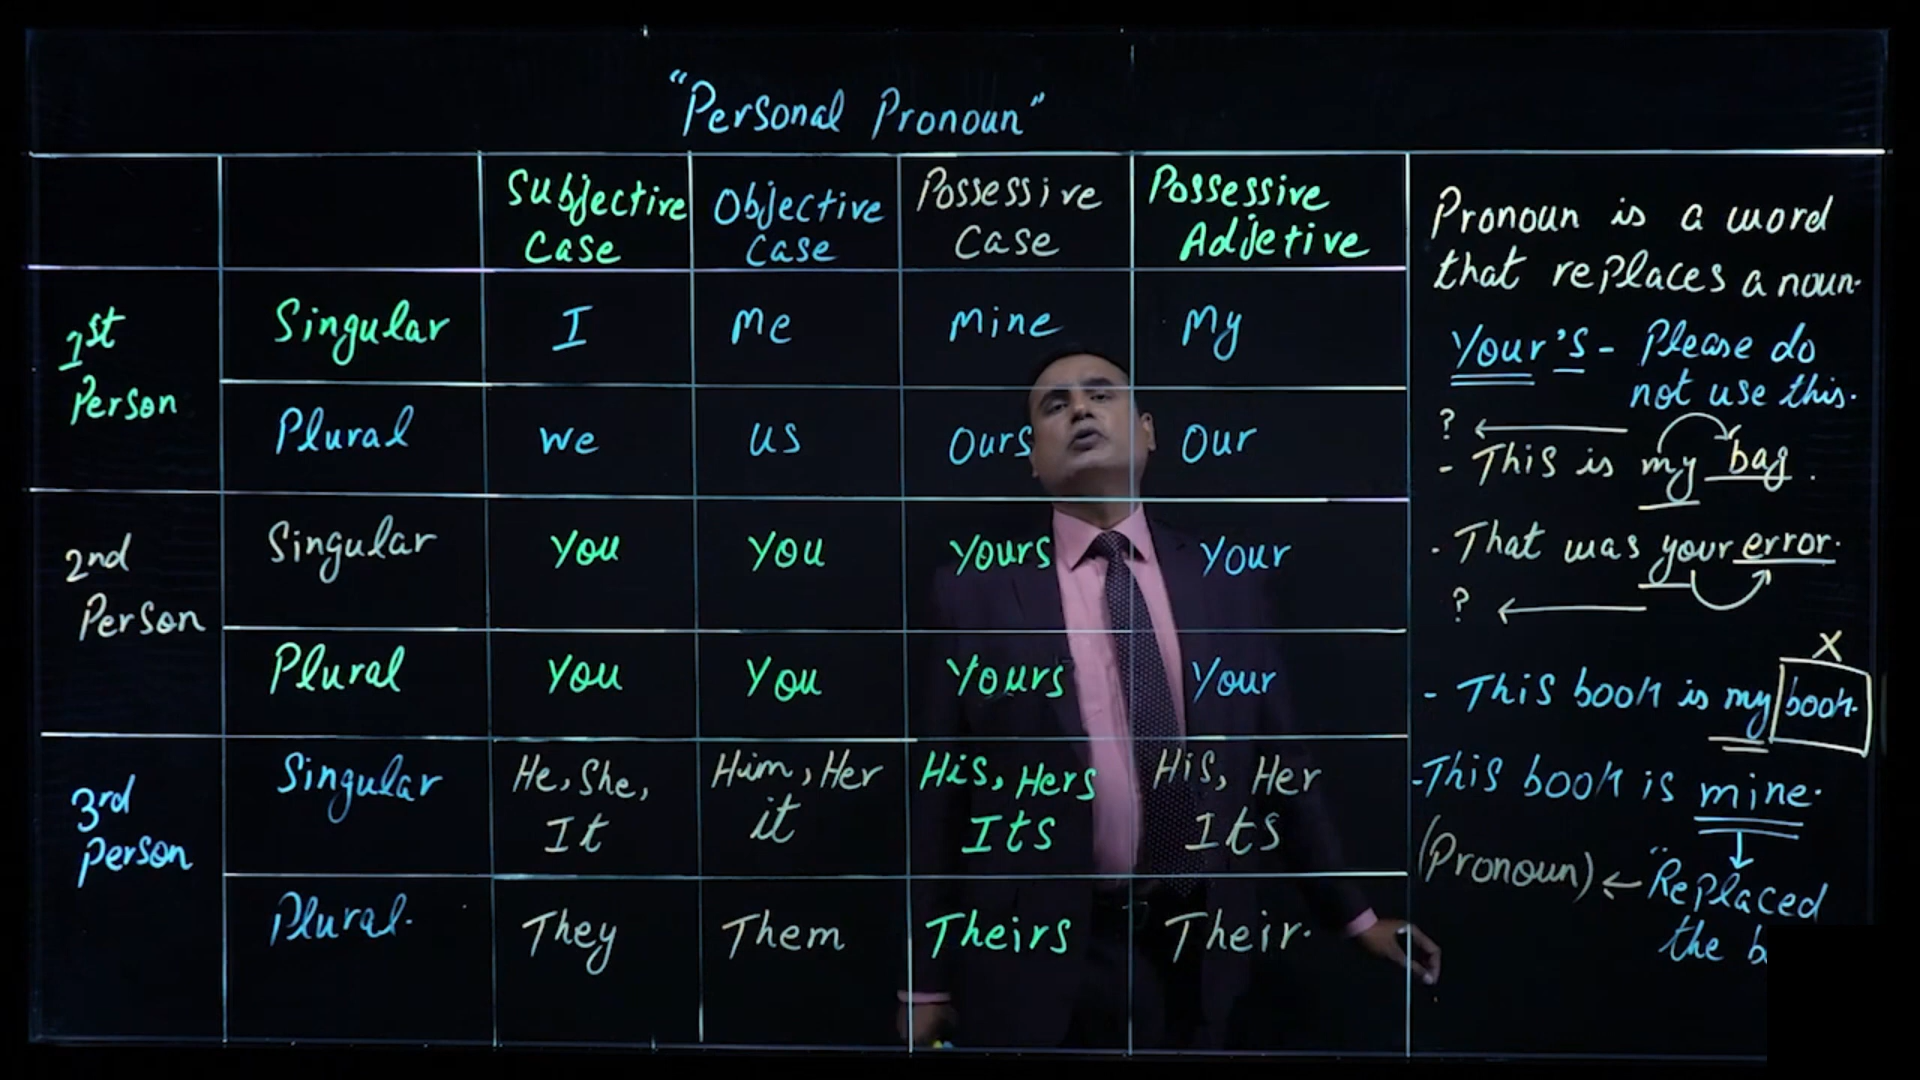 "Personal Pronoun"
Subjective Case
Objective Case
Possessive Case
Possessive Adjetive
1st Person
Singular
I
Me
Mine
My
Plural
We
Us
Ours
Our
2nd Person
Singular
You
You
Yours
Your
Plural
You
You
Yours
Your
3rd Person
Singular
He, She, It
Him, Her it
His, Hers Its
His, Her Its
Plural.
They
Them
Theirs
Their.
Pronoun is a word
that replaces a noun.
Your's - Please do
not use this.
?
- This is my bag.
. That was your error.
?
X
- This book is my book.
- This book is mine.
(Pronoun) ← "Replaced
the